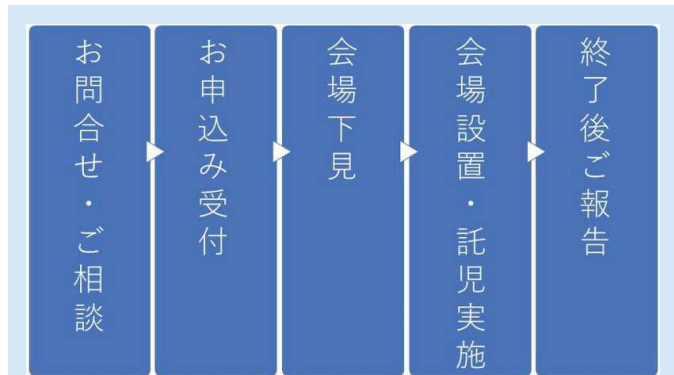 お問合せ・ご相談
お申込み受付
会場下見
会場設置・託児実施
終了後ご報告